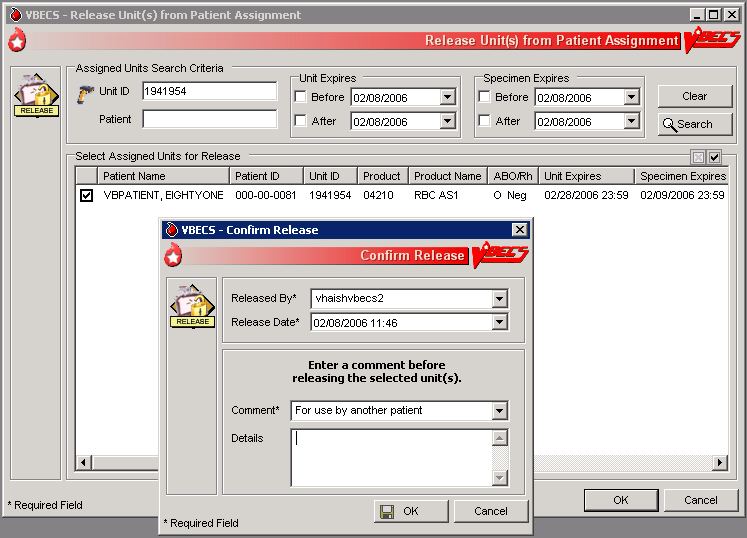 VBECS - Release Unit(s) from Patient Assignment
Release Unit(s) from Patient Assignment VBECS
RELEASE
Assigned Units Search Criteria
Unit ID 1941954
Patient
Unit Expires
Before 02/08/2006
After 02/08/2006
Specimen Expires
Before 02/08/2006
After 02/08/2006
Clear
Search
Select Assigned Units for Release
Patient Name Patient ID Unit ID Product Product Name ABO/Rh Unit Expires Specimen Expires
VBPATIENT, EIGHTYONE 000-00-0081 1941954 04210 RBC AS1 O Neg 02/28/2006 23:59 02/09/2006 23:59
VBECS - Confirm Release
Confirm Release VBECS
RELEASE
Released By* vhaishvbecs2
Release Date* 02/08/2006 11:46
Enter a comment before
releasing the selected unit(s).
Comment* For use by another patient
Details
OK Cancel
* Required Field
* Required Field
OK Cancel